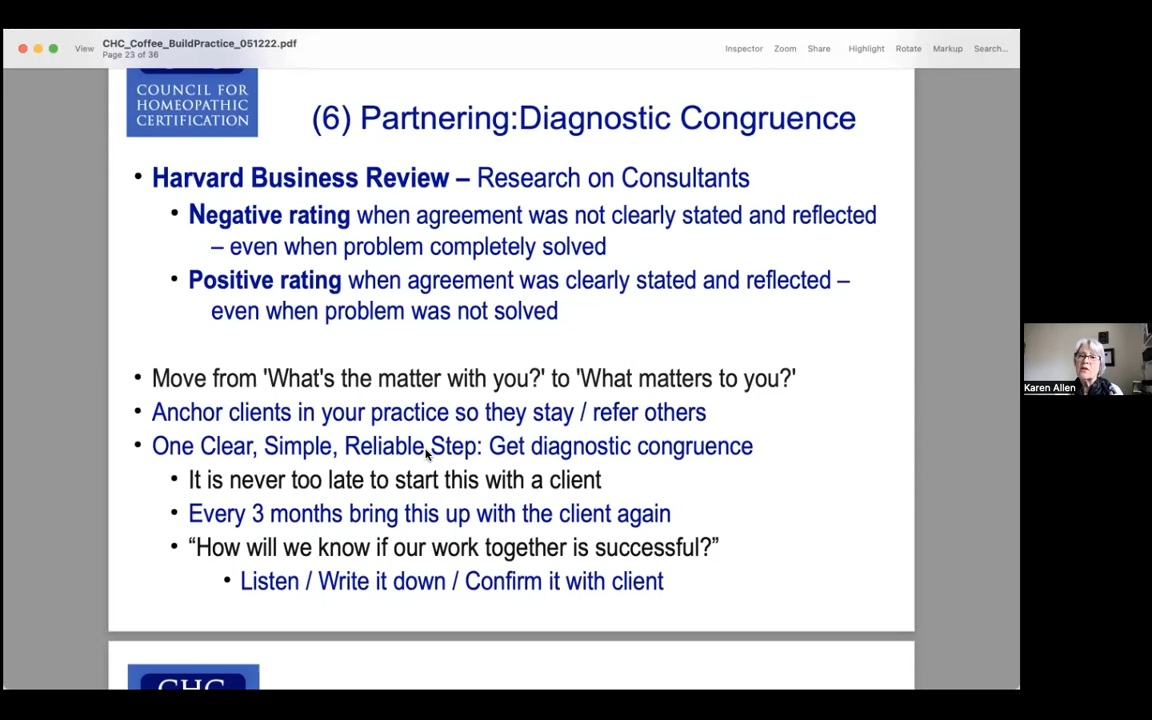 CHC_Coffee_BuildPractice_051222.pdf
View
Page 23 of 36
Inspector Zoom Share Highlight Rotate Markup Search...
COUNCIL FOR
HOMEOPATHIC
CERTIFICATION
(6) Partnering:Diagnostic Congruence
• Harvard Business Review – Research on Consultants
• Negative rating when agreement was not clearly stated and reflected
– even when problem completely solved
• Positive rating when agreement was clearly stated and reflected –
even when problem was not solved
• Move from 'What's the matter with you?' to 'What matters to you?'
• Anchor clients in your practice so they stay / refer others
• One Clear, Simple, Reliable Step: Get diagnostic congruence
• It is never too late to start this with a client
• Every 3 months bring this up with the client again
• “How will we know if our work together is successful?”
• Listen / Write it down / Confirm it with client
Karen Allen
CHC